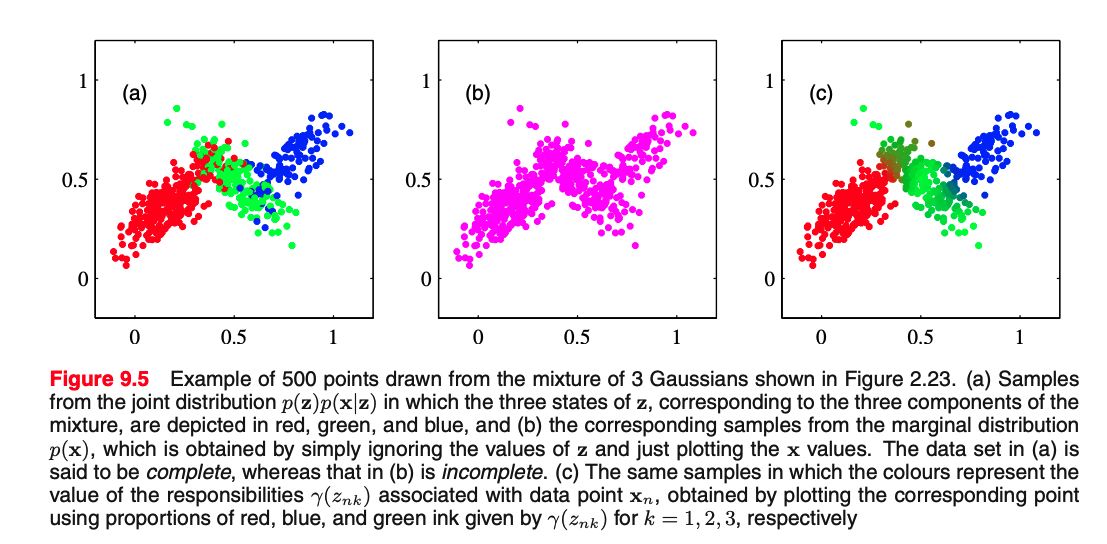 (a)
1
0.5
0
0
0.5
1
(b)
1
0.5
0
0
0.5
1
(c)
1
0.5
0
0
0.5
1
Figure 9.5 Example of 500 points drawn from the mixture of 3 Gaussians shown in Figure 2.23. (a) Samples
from the joint distribution p(z)p(x|z) in which the three states of z, corresponding to the three components of the
mixture, are depicted in red, green, and blue, and (b) the corresponding samples from the marginal distribution
p(x), which is obtained by simply ignoring the values of z and just plotting the x values. The data set in (a) is
said to be complete, whereas that in (b) is incomplete. (c) The same samples in which the colours represent the
value of the responsibilities γ(zₙₖ) associated with data point xₙ, obtained by plotting the corresponding point
using proportions of red, blue, and green ink given by γ(zₙₖ) for k = 1, 2, 3, respectively